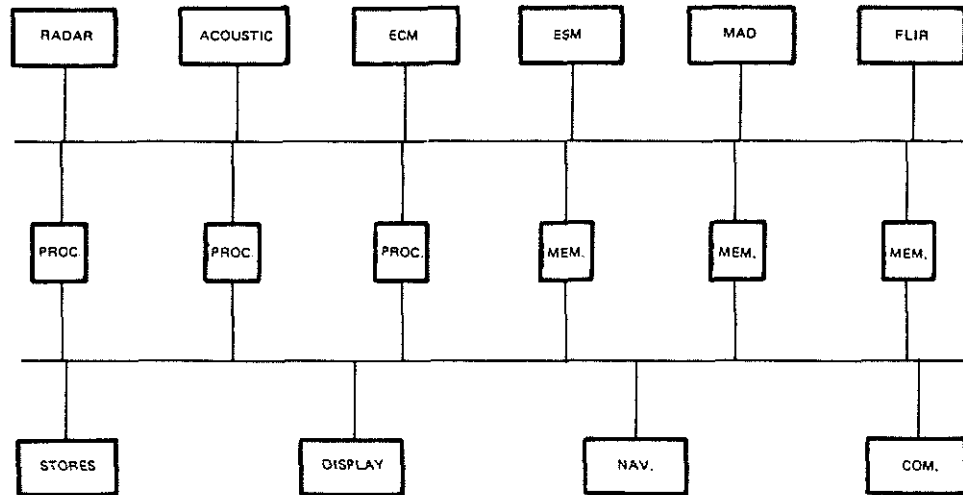 RADAR ACOUSTIC ECM ESM MAD FLIR
PROC. PROC. PROC. MEM. MEM. MEM.
STORES DISPLAY NAV. COM.